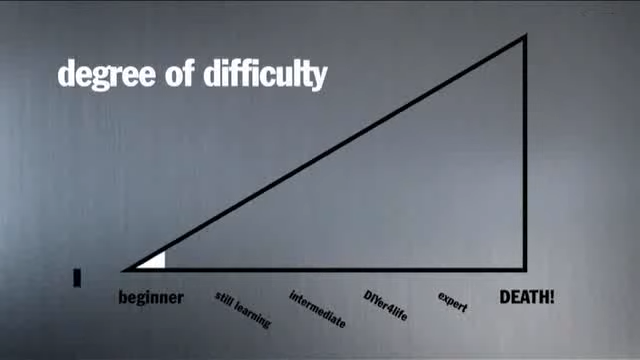 degree of difficulty
beginner
still learning
intermediate
DIYer4life
expert
DEATH!